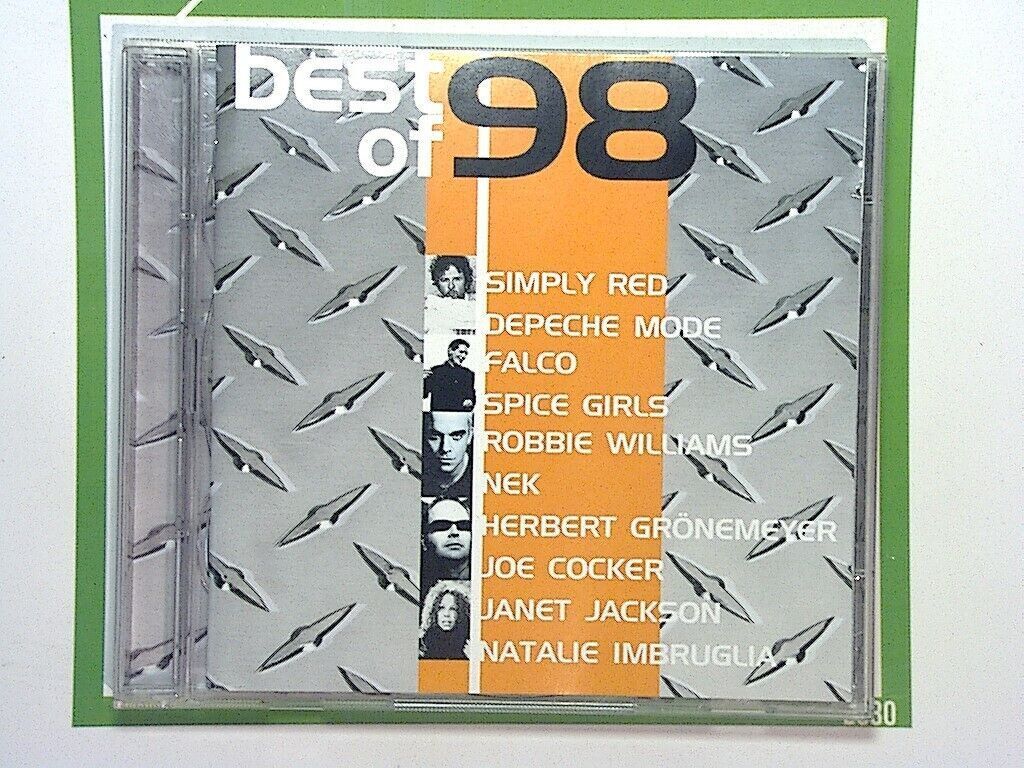 best
of 98
SIMPLY RED
DEPECHE MODE
FALCO
SPICE GIRLS
ROBBIE WILLIAMS
NEK
HERBERT GRÖNEMEYER
JOE COCKER
JANET JACKSON
NATALIE IMBRUGLIA